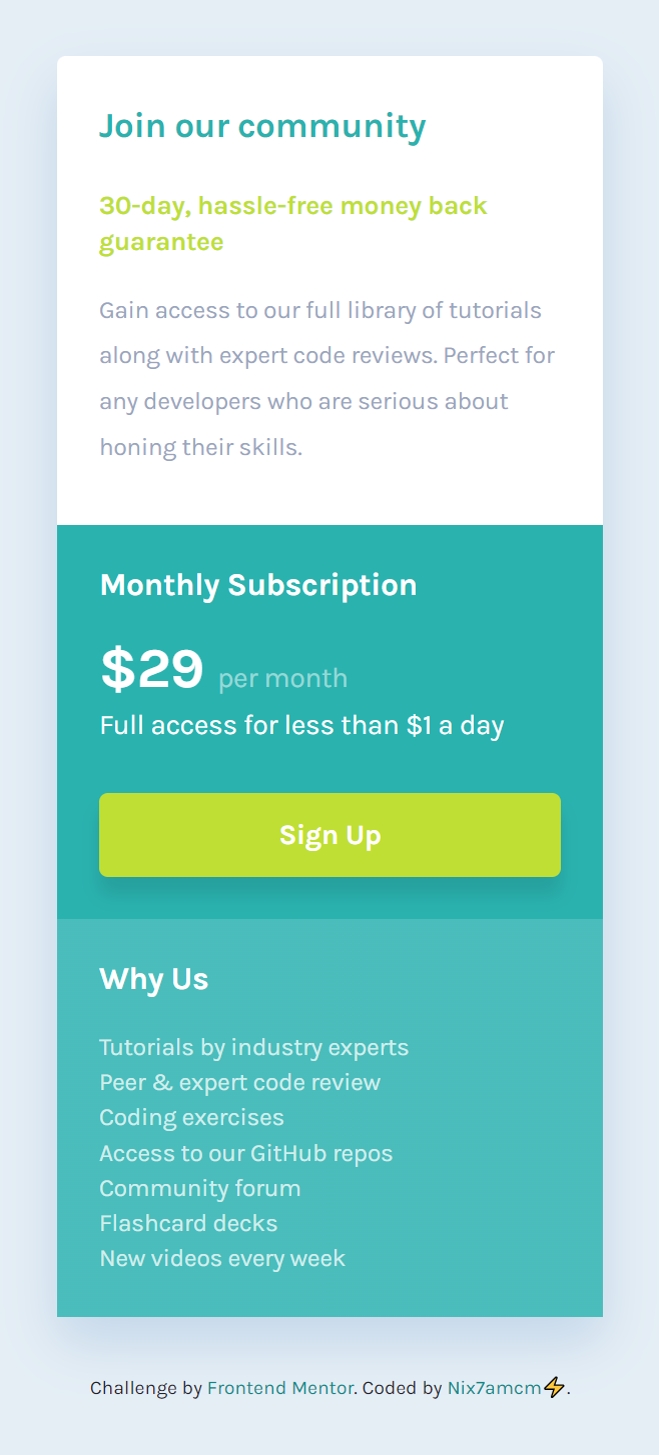 Join our community
30-day, hassle-free money back
guarantee
Gain access to our full library of tutorials
along with expert code reviews. Perfect for
any developers who are serious about
honing their skills.
Monthly Subscription
$29 per month
Full access for less than $1 a day
Sign Up
Why Us
Tutorials by industry experts
Peer & expert code review
Coding exercises
Access to our GitHub repos
Community forum
Flashcard decks
New videos every week
Challenge by Frontend Mentor. Coded by Nix7amcm⚡.